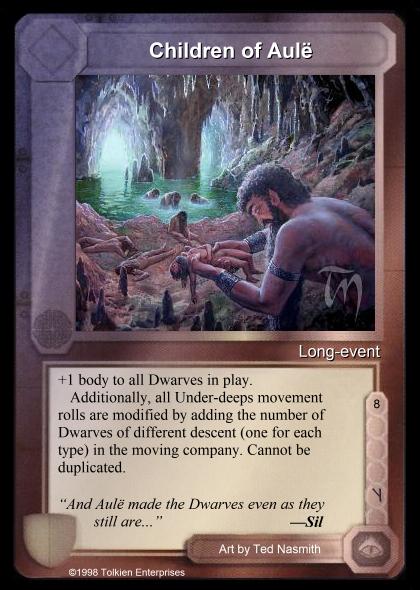 Children of Aulë
TM
Long-event
+1 body to all Dwarves in play.
Additionally, all Under-deeps movement
rolls are modified by adding the number of
Dwarves of different descent (one for each
type) in the moving company. Cannot be
duplicated.
8
“And Aulë made the Dwarves even as they
still are...”
—Sil
Art by Ted Nasmith
©1998 Tolkien Enterprises